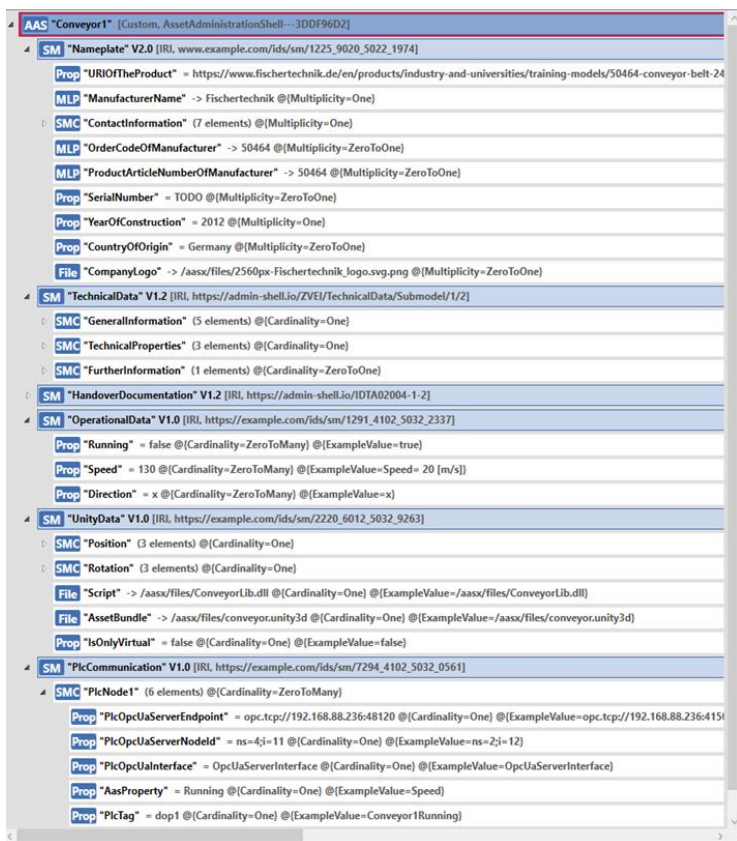 AAS "Conveyor1" [Custom, AssetAdministrationShell---3DDF96D2]
SM "Nameplate" V2.0 [IRI, www.example.com/ids/sm/1225_9020_5022_1974]
Prop "URIOfTheProduct" = https://www.fischertechnik.de/en/products/industry-and-universities/training-models/50464-conveyor-belt-24
MLP "ManufacturerName" -> Fischertechnik @{Multiplicity=One}
SMC "ContactInformation" (7 elements) @{Multiplicity=One}
MLP "OrderCodeOfManufacturer" -> 50464 @{Multiplicity=ZeroToOne}
MLP "ProductArticleNumberOfManufacturer" -> 50464 @{Multiplicity=ZeroToOne}
Prop "SerialNumber" = TODO @{Multiplicity=ZeroToOne}
Prop "YearOfConstruction" = 2012 @{Multiplicity=One}
Prop "CountryOfOrigin" = Germany @{Multiplicity=ZeroToOne}
File "CompanyLogo" -> /aasx/files/2560px-Fischertechnik_logo.svg.png @{Multiplicity=ZeroToOne}
SM "TechnicalData" V1.2 [IRI, https://admin-shell.io/ZVEI/TechnicalData/Submodel/1/2]
SMC "GeneralInformation" (5 elements) @{Cardinality=One}
SMC "TechnicalProperties" (3 elements) @{Cardinality=One}
SMC "FurtherInformation" (1 elements) @{Cardinality=ZeroToOne}
SM "HandoverDocumentation" V1.2 [IRI, https://admin-shell.io/IDTA02004-1-2]
SM "OperationalData" V1.0 [IRI, https://example.com/ids/sm/1291_4102_5032_2337]
Prop "Running" = false @{Cardinality=ZeroToMany} @{ExampleValue=true}
Prop "Speed" = 130 @{Cardinality=ZeroToMany} @{ExampleValue=Speed= 20 [m/s]}
Prop "Direction" = x @{Cardinality=ZeroToMany} @{ExampleValue=x}
SM "UnityData" V1.0 [IRI, https://example.com/ids/sm/2220_6012_5032_9263]
SMC "Position" (3 elements) @{Cardinality=One}
SMC "Rotation" (3 elements) @{Cardinality=One}
File "Script" -> /aasx/files/ConveyorLib.dll @{Cardinality=One} @{ExampleValue=/aasx/files/ConveyorLib.dll}
File "AssetBundle" -> /aasx/files/conveyor.unity3d @{Cardinality=One} @{ExampleValue=/aasx/files/conveyor.unity3d}
Prop "IsOnlyVirtual" = false @{Cardinality=One} @{ExampleValue=false}
SM "PlcCommunication" V1.0 [IRI, https://example.com/ids/sm/7294_4102_5032_0561]
SMC "PlcNode1" (6 elements) @{Cardinality=ZeroToMany}
Prop "PlcOpcUaServerEndpoint" = opc.tcp://192.168.88.236:48120 @{Cardinality=One} @{ExampleValue=opc.tcp://192.168.88.236:4150
Prop "PlcOpcUaServerNodeId" = ns=4;i=11 @{Cardinality=One} @{ExampleValue=ns=2;i=12}
Prop "PlcOpcUaInterface" = OpcUaServerInterface @{Cardinality=One} @{ExampleValue=OpcUaServerInterface}
Prop "AasProperty" = Running @{Cardinality=One} @{ExampleValue=Speed}
Prop "PlcTag" = dop1 @{Cardinality=One} @{ExampleValue=Conveyor1Running}